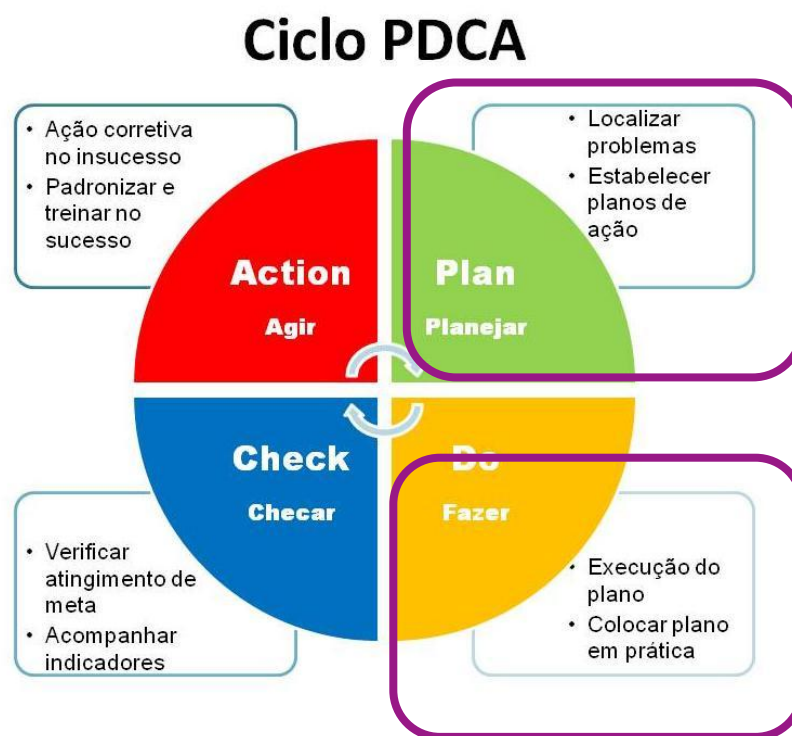 Ciclo PDCA
• Ação corretiva
no insucesso
• Padronizar e
treinar no
sucesso
• Localizar
problemas
• Estabelecer
planos de
ação
Action
Agir
Plan
Planejar
Check
Checar
Do
Fazer
• Verificar
atingimento de
meta
• Acompanhar
indicadores
• Execução do
plano
• Colocar plano
em prática